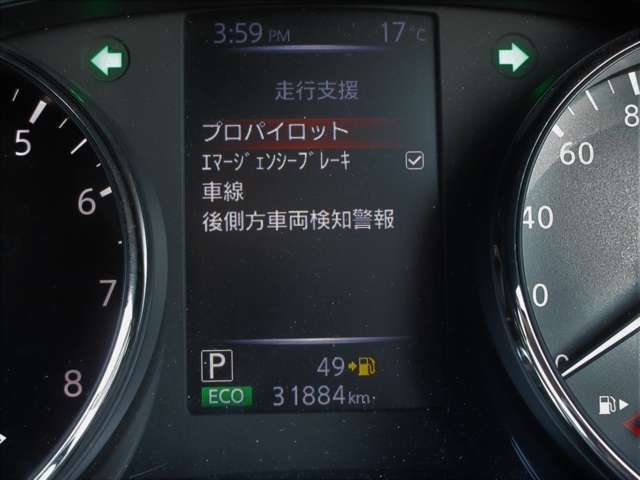 3:59 PM 17℃
走行支援
プロパイロット
ｴﾏｰｼﾞｪﾝｼｰﾌﾞﾚｰｷ
車線
後側方車両検知警報
P 49
ECO 31884km
5
6
7
8
8
60
40
0
C